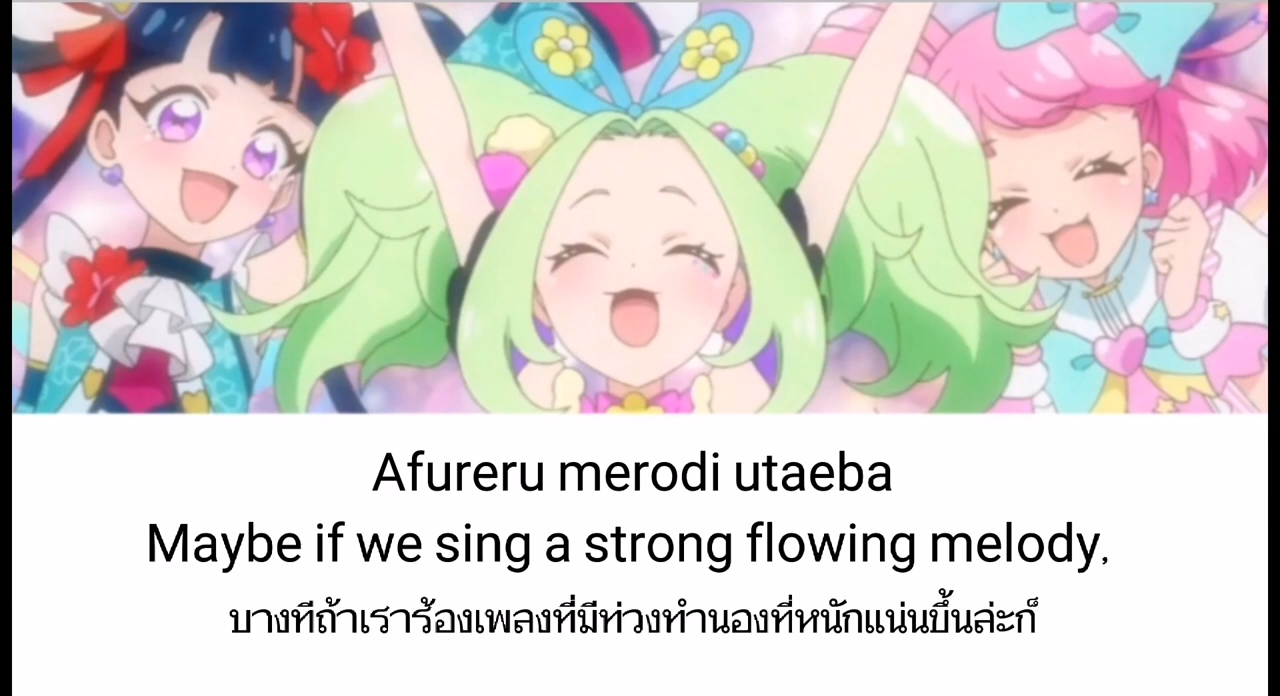 Afureru merodi utaeba
Maybe if we sing a strong flowing melody,
บางทีถ้าเราร้องเพลงที่มีท่วงทำนองที่หนักแน่นขึ้นล่ะก็